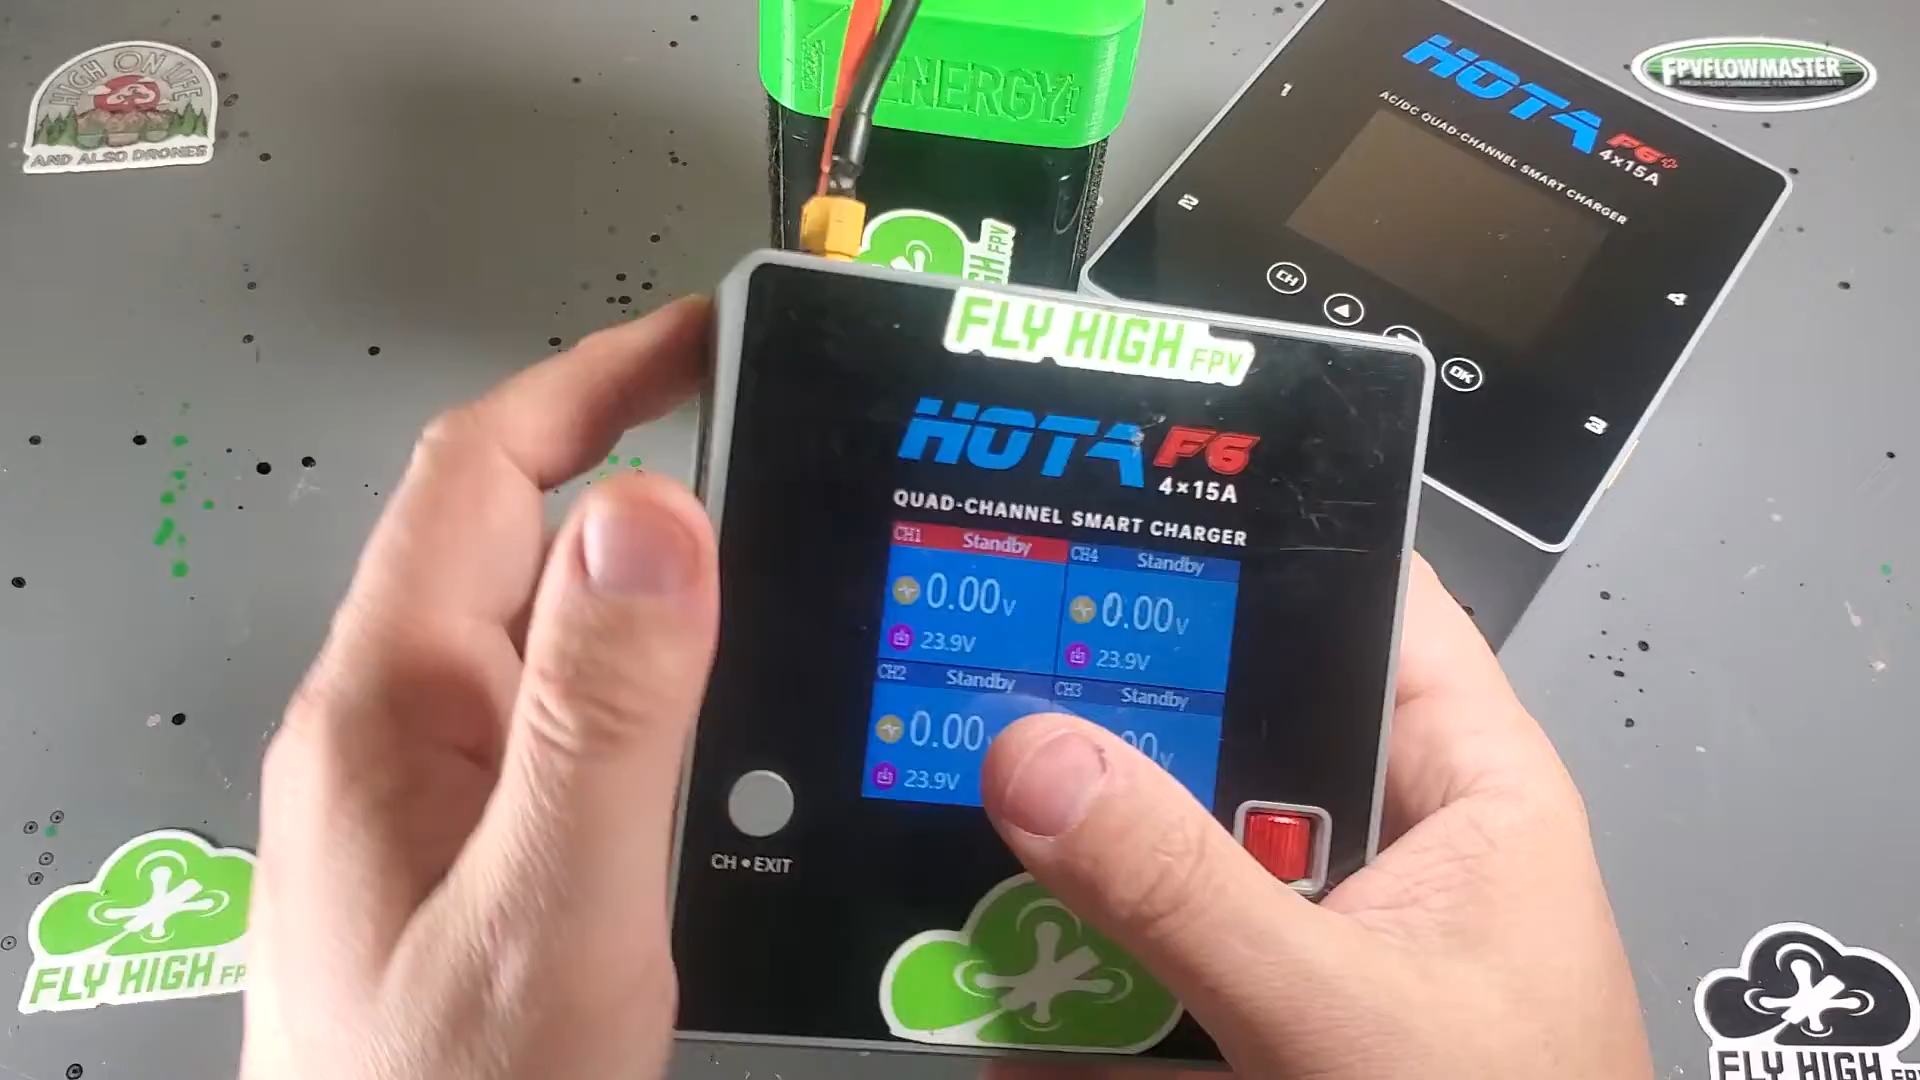 HIGH ON LIFE
AND ALSO DRONES
ENERGY
HOTA F6+
4×15A
AC/DC QUAD-CHANNEL SMART CHARGER
1
2
4
3
CH
OK
FPVFLOWMASTER
FPV
FLY HIGH FPV
HOTA F6
4×15A
QUAD-CHANNEL SMART CHARGER
CH1 Standby
0.00v
23.9V
CH4 Standby
0.00v
23.9V
CH2 Standby
0.00
23.9V
CH3 Standby
CH•EXIT
FLY HIGH FP
FLY HIGH FP